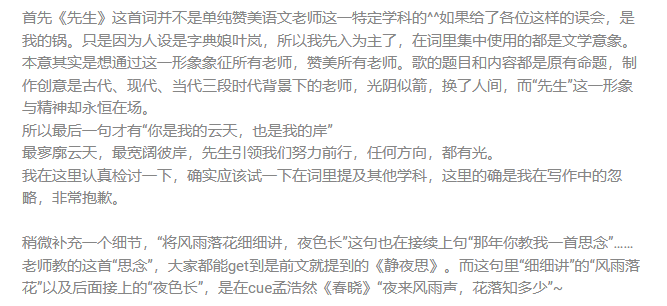 首先《先生》这首词并不是单纯赞美语文老师这一特定学科的^^如果给了各位这样的误会，是
我的锅。只是因为人设是字典娘叶岚，所以我先入为主了，在词里集中使用的都是文学意象。
本意其实是想通过这一形象象征所有老师，赞美所有老师。歌的题目和内容都是原有命题，制
作创意是古代、现代、当代三段时代背景下的老师，光阴似箭，换了人间，而“先生”这一形象
与精神却永恒在场。
所以最后一句才有“你是我的云天，也是我的岸”
最寥廓云天，最宽阔彼岸，先生引领我们努力前行，任何方向，都有光。
我在这里认真检讨一下，确实应该试一下在词里提及其他学科，这里的确是我在写作中的忽
略，非常抱歉。
稍微补充一个细节，“将风雨落花细细讲，夜色长”这句也在接续上句“那年你教我一首思念”……
老师教的这首“思念”，大家都能get到是前文就提到的《静夜思》。而这句里“细细讲”的“风雨落
花”以及后面接上的“夜色长”，是在cue孟浩然《春晓》“夜来风雨声，花落知多少”~